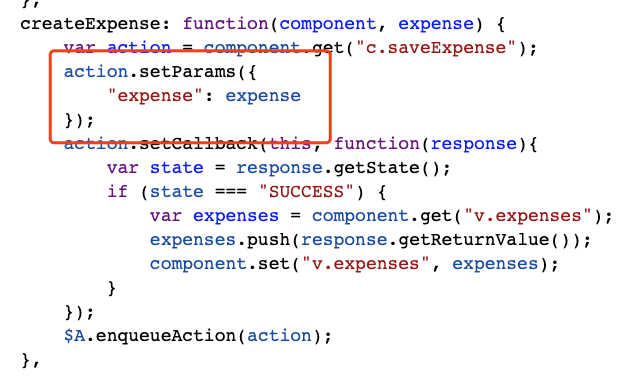 },
createExpense: function(component, expense) {
var action = component.get("c.saveExpense");
action.setParams({
"expense": expense
});
action.setCallback(this, function(response){
var state = response.getState();
if (state === "SUCCESS") {
var expenses = component.get("v.expenses");
expenses.push(response.getReturnValue());
component.set("v.expenses", expenses);
}
});
$A.enqueueAction(action);
},